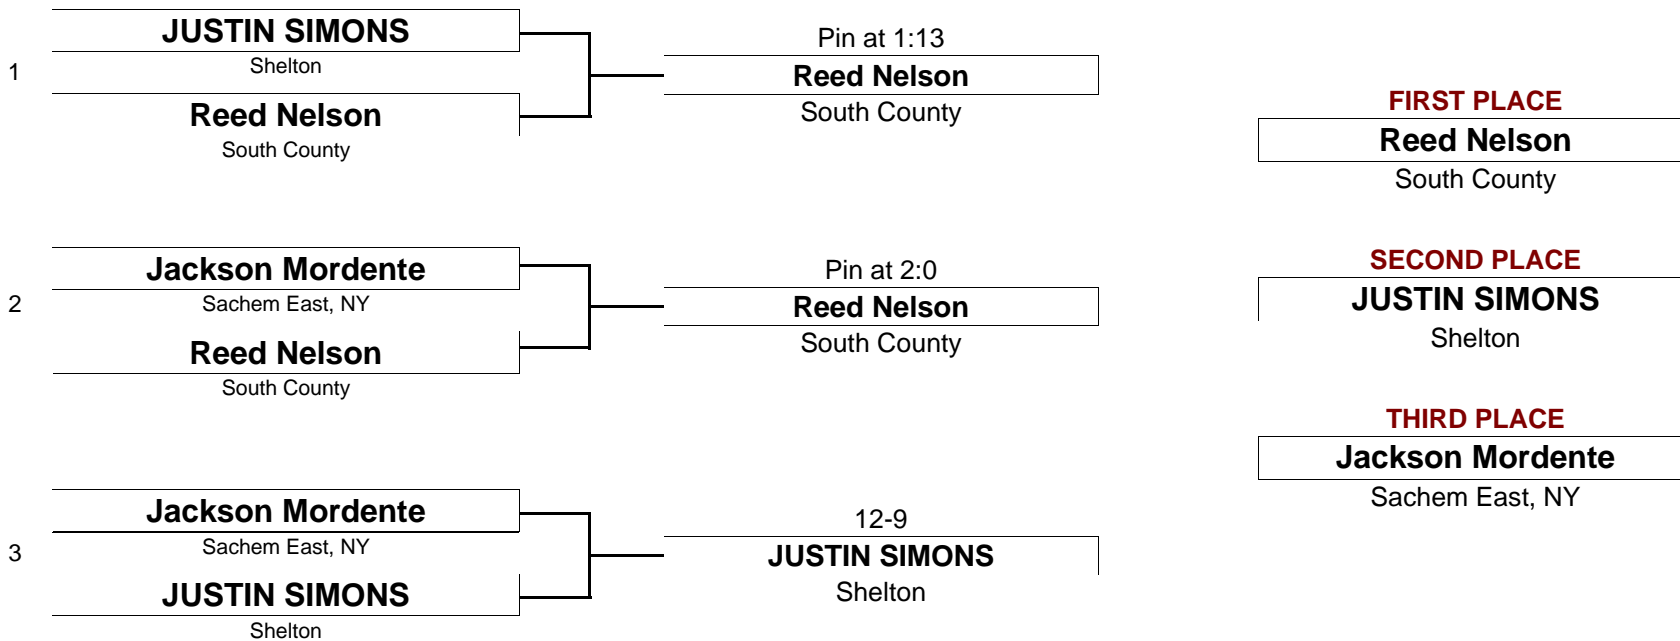 1
JUSTIN SIMONS
Shelton
Reed Nelson
South County
Pin at 1:13
Reed Nelson
South County
2
Jackson Mordente
Sachem East, NY
Reed Nelson
South County
Pin at 2:0
Reed Nelson
South County
3
Jackson Mordente
Sachem East, NY
JUSTIN SIMONS
Shelton
12-9
JUSTIN SIMONS
Shelton
FIRST PLACE
Reed Nelson
South County
SECOND PLACE
JUSTIN SIMONS
Shelton
THIRD PLACE
Jackson Mordente
Sachem East, NY